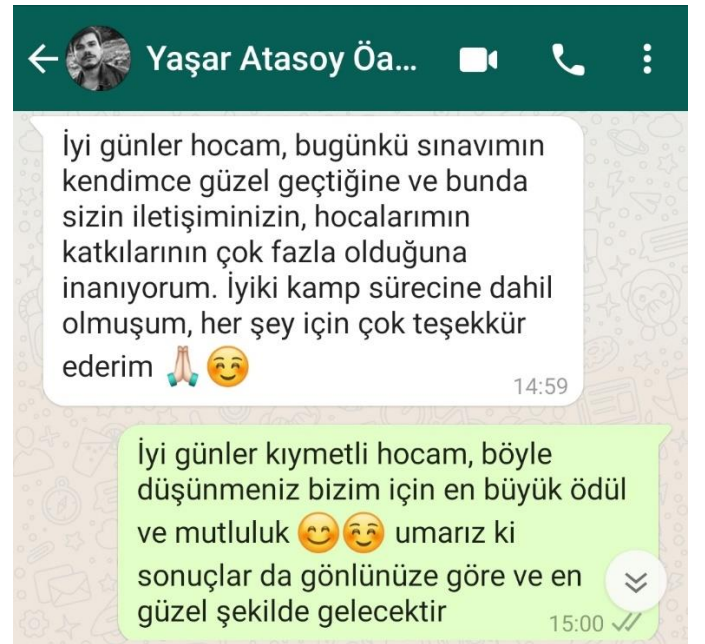 Yaşar Atasoy Öa...
İyi günler hocam, bugünkü sınavımın
kendimce güzel geçtiğine ve bunda
sizin iletişiminizin, hocalarımın
katkılarının çok fazla olduğuna
inanıyorum. İyiki kamp sürecine dahil
olmuşum, her şey için çok teşekkür
ederim 🙏🏻☺️
14:59
İyi günler kıymetli hocam, böyle
düşünmeniz bizim için en büyük ödül
ve mutluluk 😊☺️ umarız ki
sonuçlar da gönlünüze göre ve en
güzel şekilde gelecektir
15:00